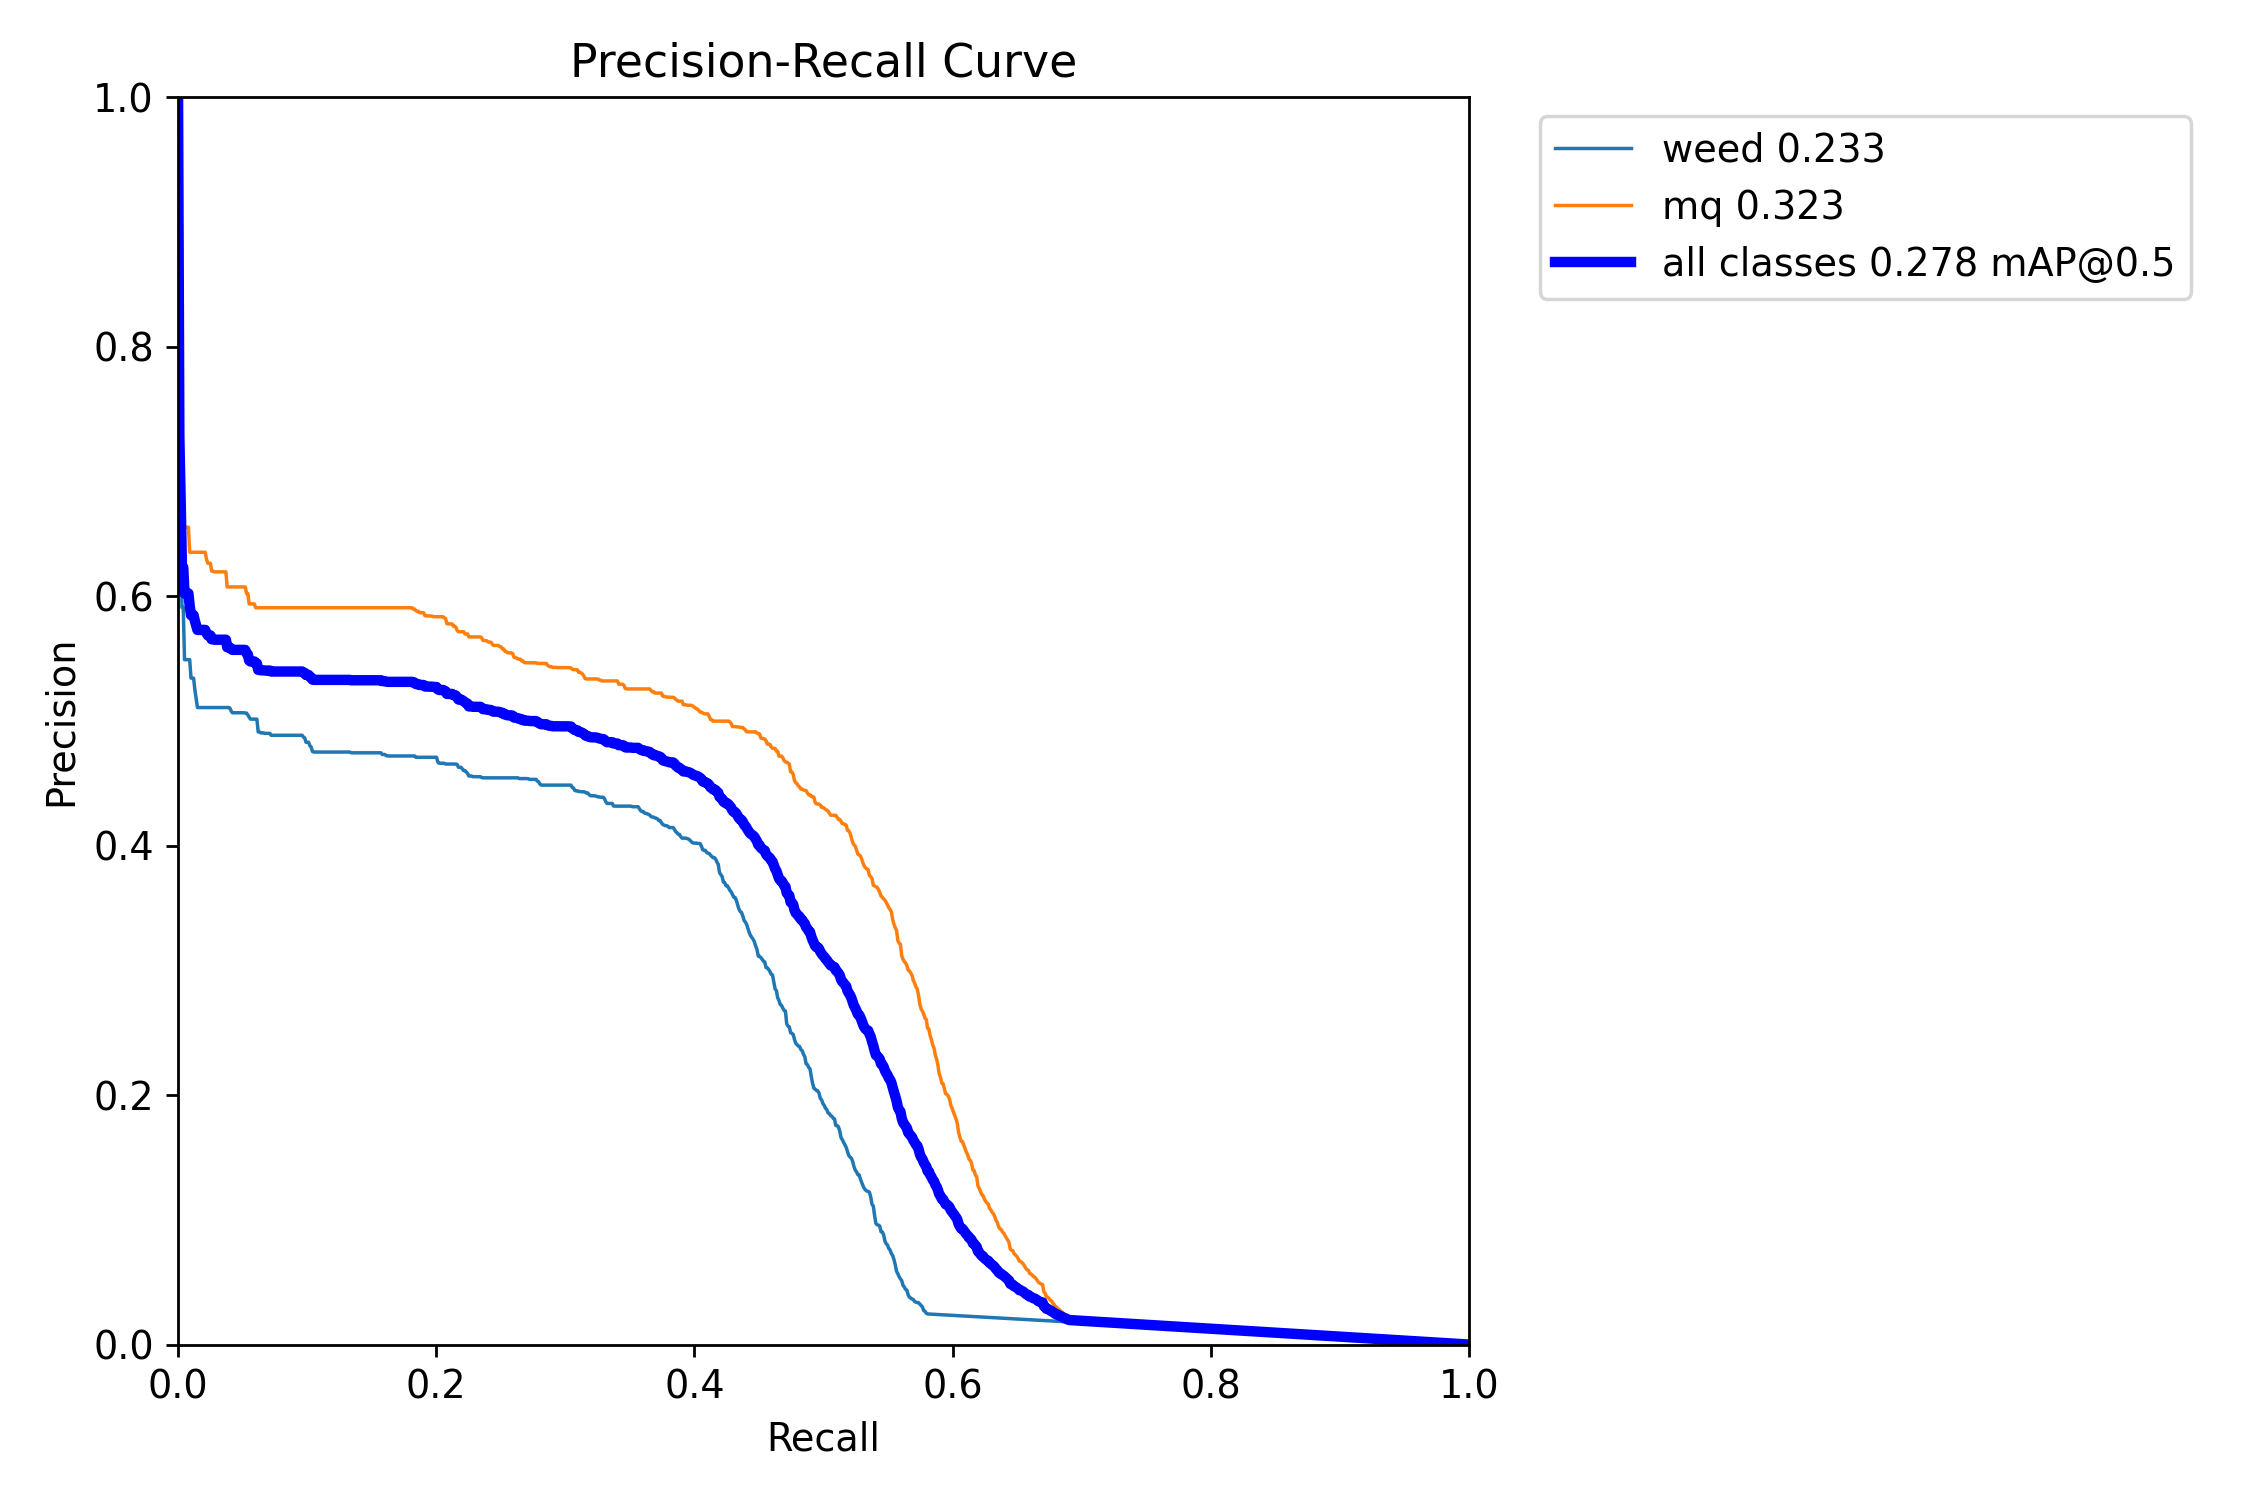 Precision-Recall Curve
weed 0.233
mq 0.323
all classes 0.278 mAP@0.5
Precision
1.0
0.8
0.6
0.4
0.2
0.0
0.0 0.2 0.4 0.6 0.8 1.0
Recall